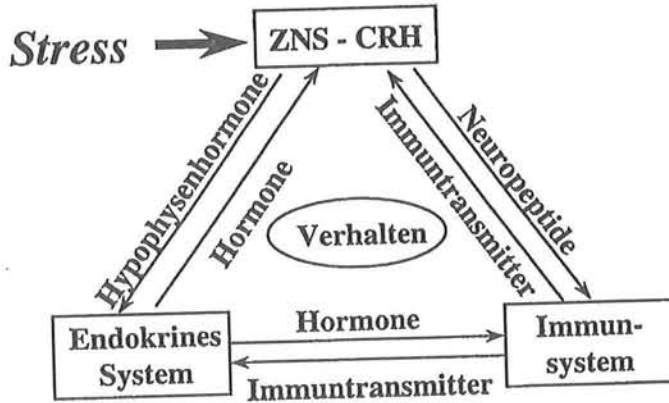 Stress
ZNS - CRH
Hypophysenhormone
Hormone
Immuntransmitter
Neuropeptide
Verhalten
Endokrines
System
Hormone
Immuntransmitter
Immun-
system